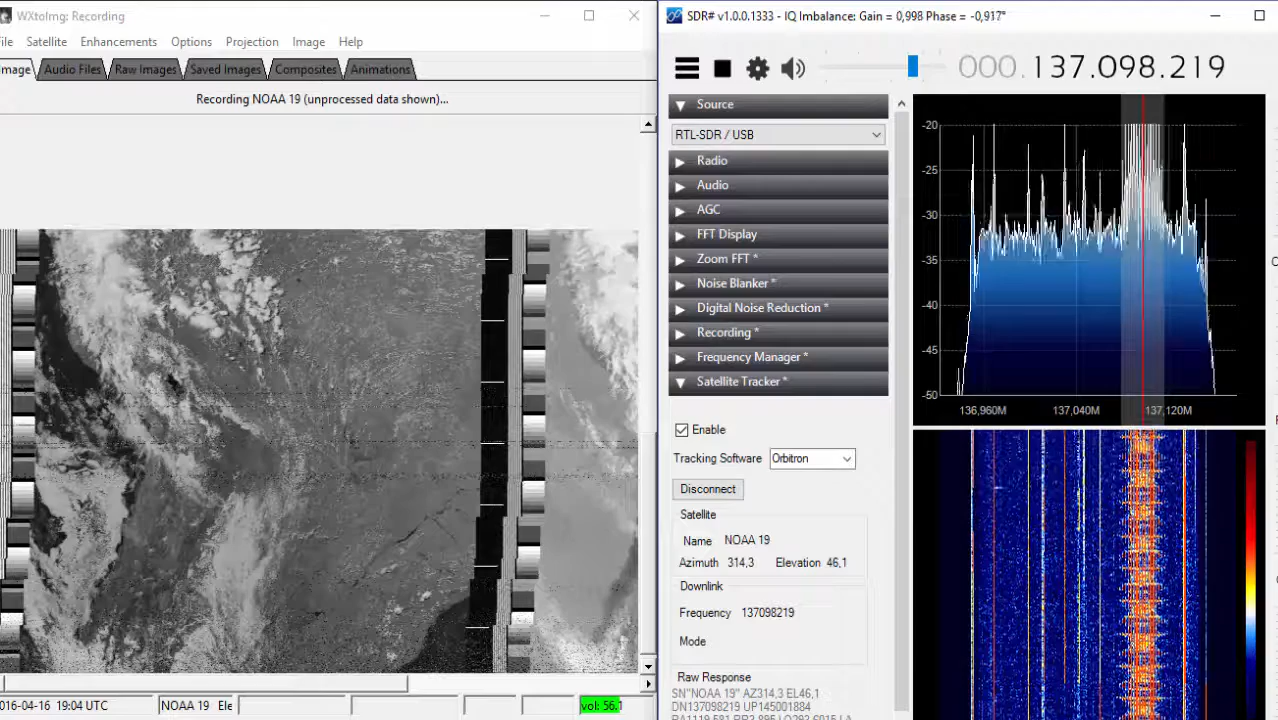 WXtoImg: Recording
File Satellite Enhancements Options Projection Image Help
Image Audio Files Raw Images Saved Images Composites Animations
Recording NOAA 19 (unprocessed data shown)...
016-04-16 19:04 UTC NOAA 19 Ele vol: 56.1
SDR# v1.0.0.1333 - IQ Imbalance: Gain = 0,998 Phase = -0,917°
000.137.098.219
Source
RTL-SDR / USB
Radio
Audio
AGC
FFT Display
Zoom FFT *
Noise Blanker *
Digital Noise Reduction *
Recording *
Frequency Manager *
Satellite Tracker *
Enable
Tracking Software Orbitron
Disconnect
Satellite
Name NOAA 19
Azimuth 314,3 Elevation 46,1
Downlink
Frequency 137098219
Mode
Raw Response
SN"NOAA 19" AZ314,3 EL46,1
DN137098219 UP145001884
-20
-25
-30
-35
-40
-45
-50
136,960M 137,040M 137,120M